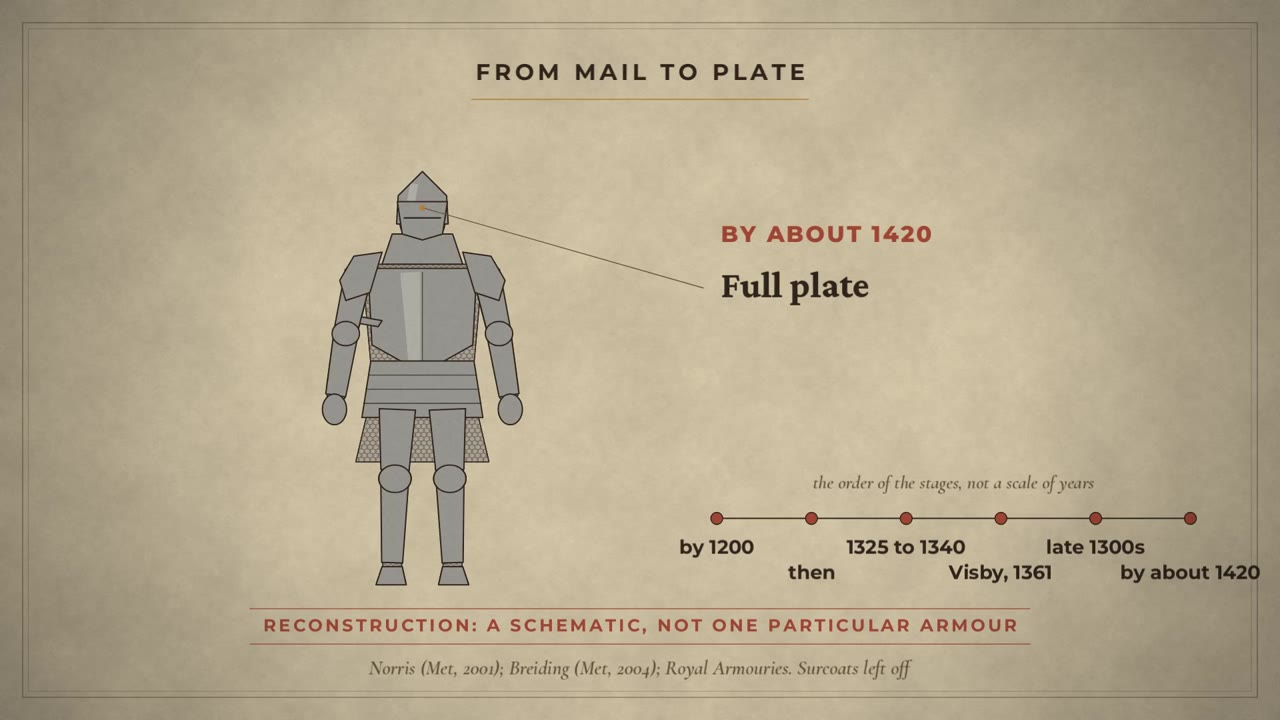 FROM MAIL TO PLATE
BY ABOUT 1420
Full plate
the order of the stages, not a scale of years
by 1200
then
1325 to 1340
Visby, 1361
late 1300s
by about 1420
RECONSTRUCTION: A SCHEMATIC, NOT ONE PARTICULAR ARMOUR
Norris (Met, 2001); Breiding (Met, 2004); Royal Armouries. Surcoats left off